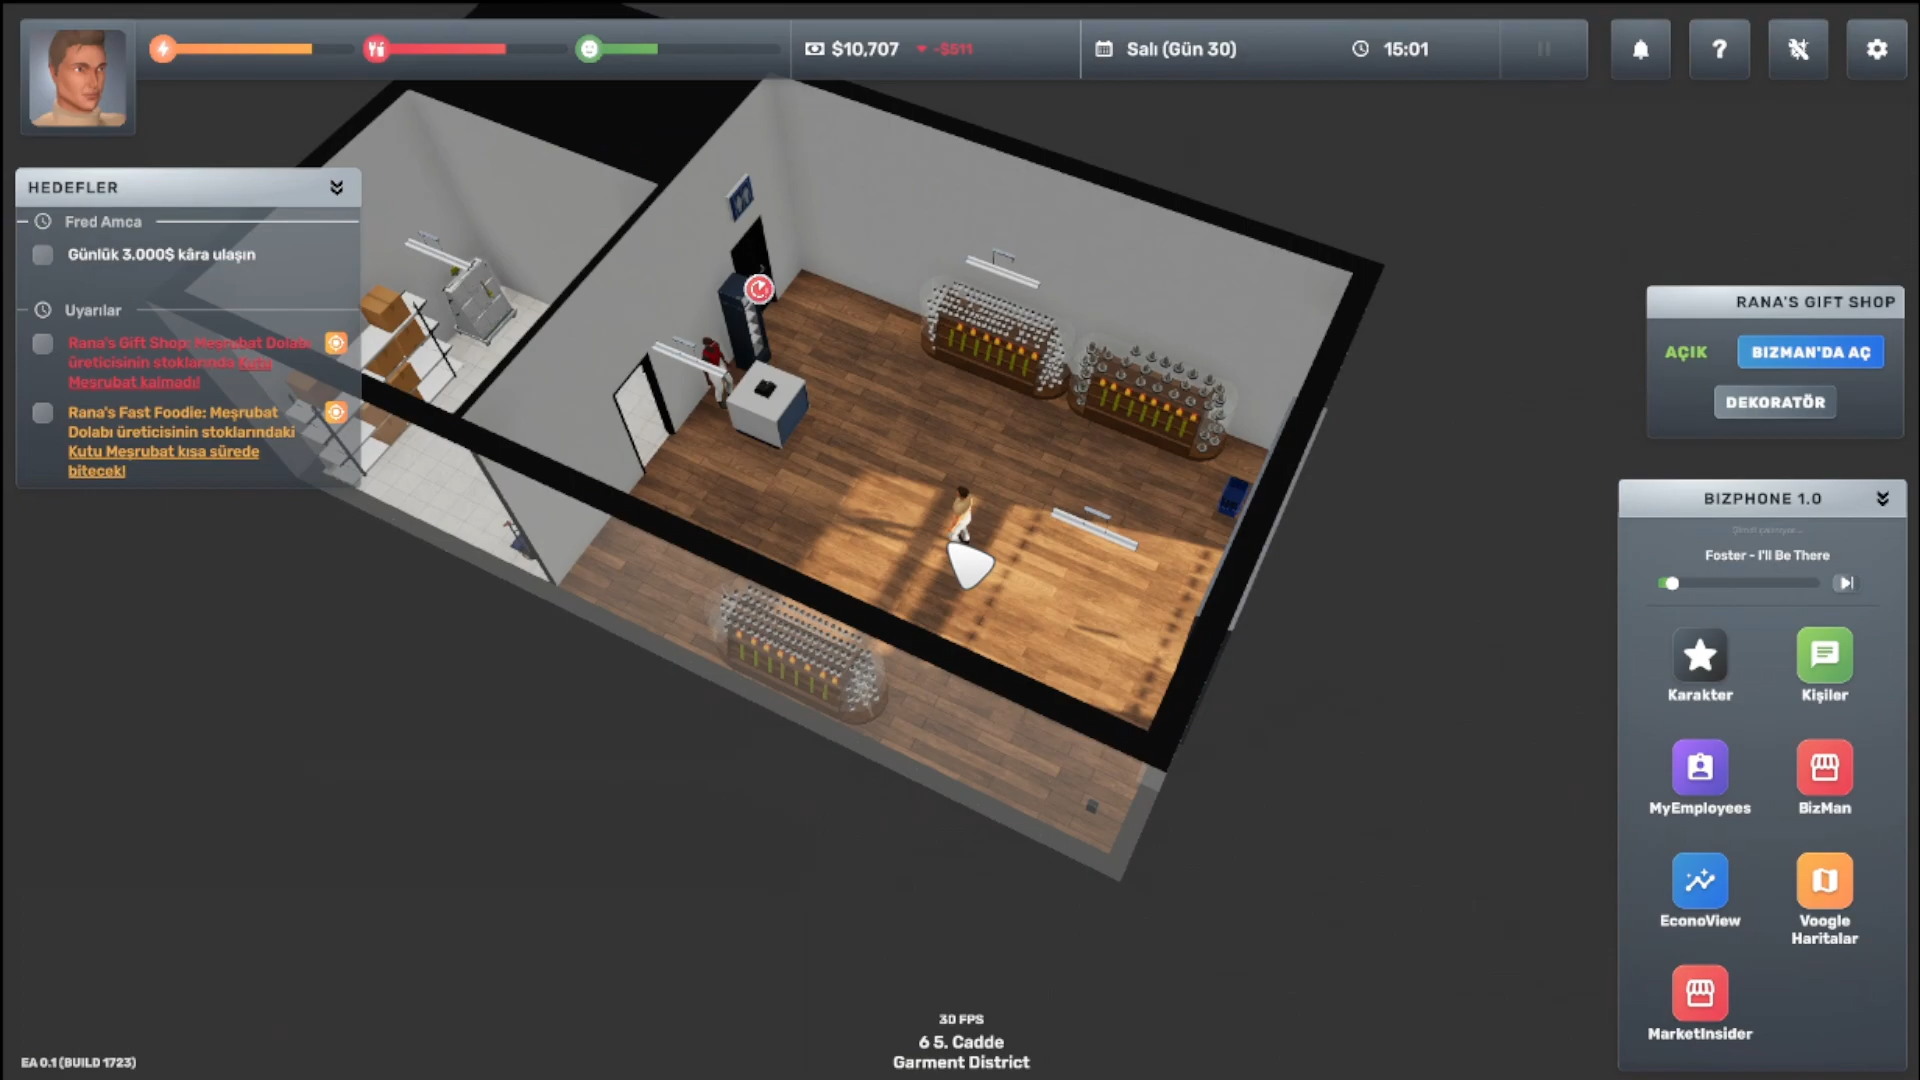 $10,707
-$511
Salı (Gün 30)
15:01
?
HEDEFLER
Fred Amca
Günlük 3.000$ kâra ulaşın
Uyarılar
Rana's Gift Shop: Meşrubat Dolabı
üreticisinin stoklarında Kutu
Meşrubat kalmadı!
Rana's Fast Foodie: Meşrubat
Dolabı üreticisinin stoklarındaki
Kutu Meşrubat kısa sürede
bitecek!
RANA'S GIFT SHOP
AÇIK
BIZMAN'DA AÇ
DEKORATÖR
BIZPHONE 1.0
Foster - I'll Be There
Karakter
Kişiler
MyEmployees
BizMan
EconoView
Voogle
Haritalar
MarketInsider
30 FPS
6 5. Cadde
Garment District
EA 0.1 (BUILD 1723)